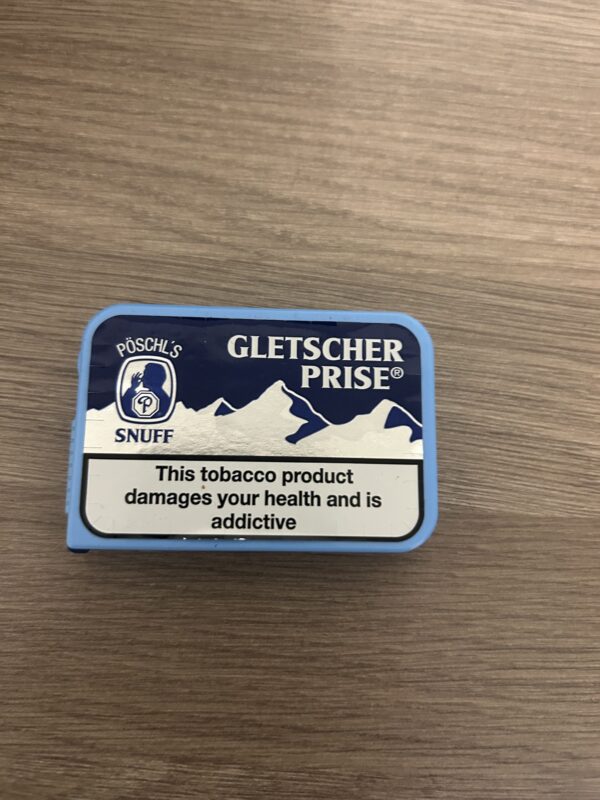 PÖSCHL'S
P
SNUFF
GLETSCHER
PRISE®
This tobacco product
damages your health and is
addictive